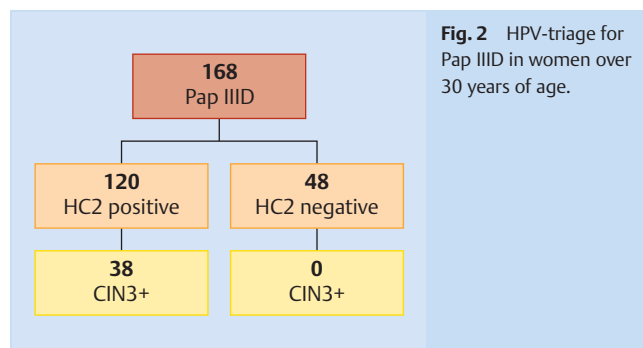 168
Pap IIID
120
HC2 positive
48
HC2 negative
38
CIN3+
0
CIN3+
Fig. 2 HPV-triage for
Pap IIID in women over
30 years of age.